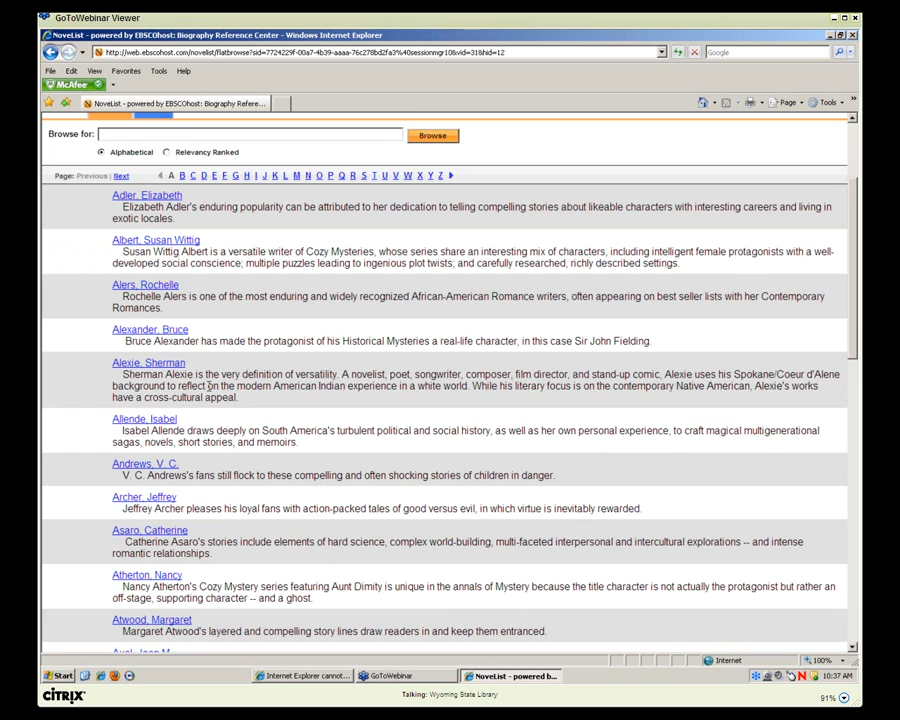 GoToWebinar Viewer
NoveList - powered by EBSCOhost: Biography Reference Center - Windows Internet Explorer
http://web.ebscohost.com/novelist/flatbrowse?sid=7724229f-00a7-4b39-aaaa-76c278bd2fa3%40sessionmgr10&vid=31&hid=12
Google
File Edit View Favorites Tools Help
McAfee
NoveList - powered by EBSCOhost: Biography Refere...
Page Tools
Browse for: Browse
Alphabetical Relevancy Ranked
Page: Previous | Next A B C D E F G H I J K L M N O P Q R S T U V W X Y Z
Adler, Elizabeth
Elizabeth Adler's enduring popularity can be attributed to her dedication to telling compelling stories about likeable characters with interesting careers and living in
exotic locales.
Albert, Susan Wittig
Susan Wittig Albert is a versatile writer of Cozy Mysteries, whose series share an interesting mix of characters, including intelligent female protagonists with a well-
developed social conscience; multiple puzzles leading to ingenious plot twists; and carefully researched, richly described settings.
Alers, Rochelle
Rochelle Alers is one of the most enduring and widely recognized African-American Romance writers, often appearing on best seller lists with her Contemporary
Romances.
Alexander, Bruce
Bruce Alexander has made the protagonist of his Historical Mysteries a real-life character, in this case Sir John Fielding.
Alexie, Sherman
Sherman Alexie is the very definition of versatility. A novelist, poet, songwriter, composer, film director, and stand-up comic, Alexie uses his Spokane/Coeur d'Alene
background to reflect on the modern American Indian experience in a white world. While his literary focus is on the contemporary Native American, Alexie's works
have a cross-cultural appeal.
Allende, Isabel
Isabel Allende draws deeply on South America's turbulent political and social history, as well as her own personal experience, to craft magical multigenerational
sagas, novels, short stories, and memoirs.
Andrews, V. C.
V. C. Andrews's fans still flock to these compelling and often shocking stories of children in danger.
Archer, Jeffrey
Jeffrey Archer pleases his loyal fans with action-packed tales of good versus evil, in which virtue is inevitably rewarded.
Asaro, Catherine
Catherine Asaro's stories include elements of hard science, complex world-building, multi-faceted interpersonal and intercultural explorations -- and intense
romantic relationships.
Atherton, Nancy
Nancy Atherton's Cozy Mystery series featuring Aunt Dimity is unique in the annals of Mystery because the title character is not actually the protagonist but rather an
off-stage, supporting character -- and a ghost.
Atwood, Margaret
Margaret Atwood's layered and compelling story lines draw readers in and keep them entranced.
Internet 100%
Start Internet Explorer cannot... GoToWebinar NoveList - powered b... 10:37 AM
CITRIX Talking: Wyoming State Library 91%